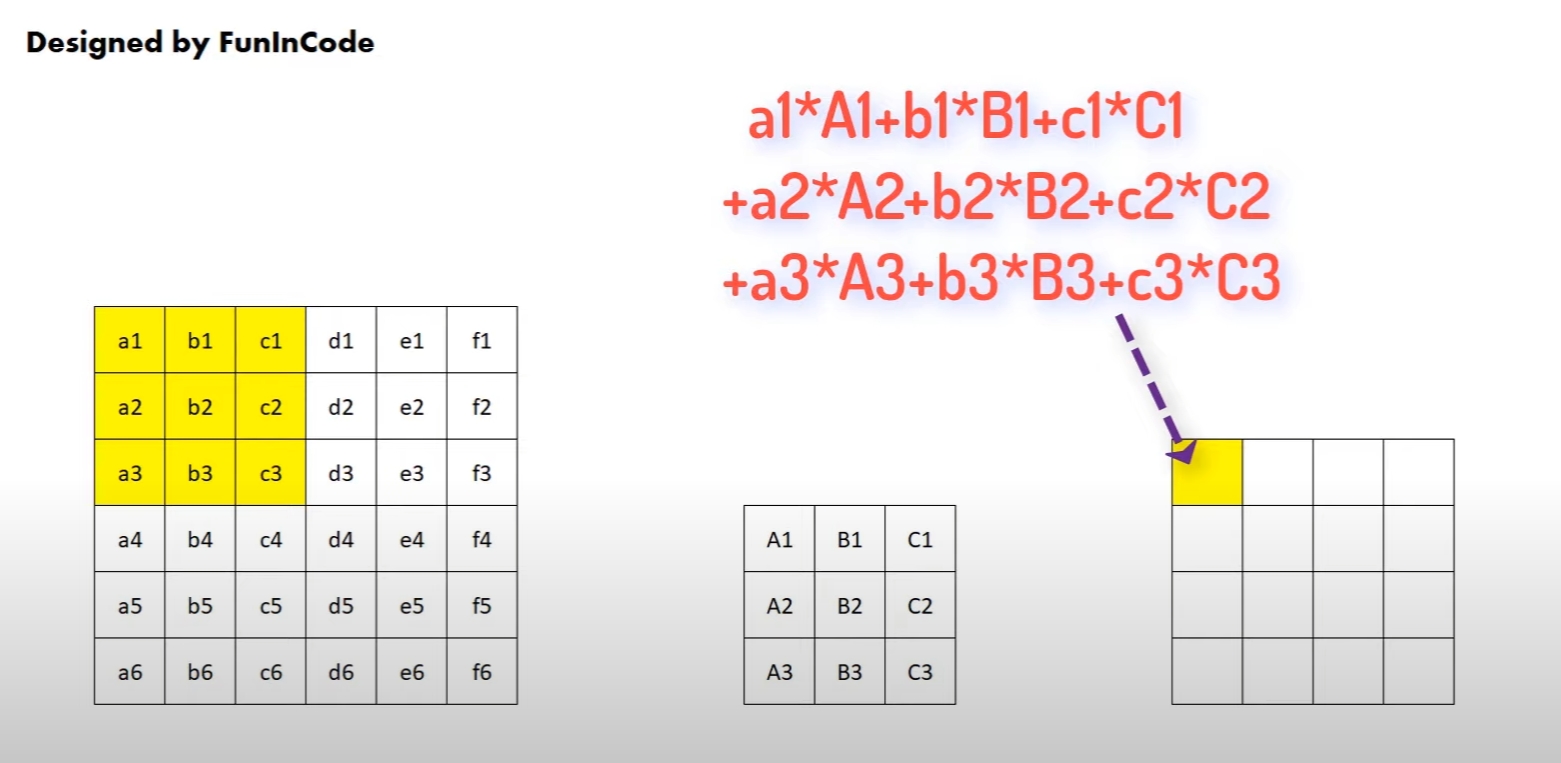 Designed by FunInCode
a1*A1+b1*B1+c1*C1
+a2*A2+b2*B2+c2*C2
+a3*A3+b3*B3+c3*C3
a1 b1 c1 d1 e1 f1
a2 b2 c2 d2 e2 f2
a3 b3 c3 d3 e3 f3
a4 b4 c4 d4 e4 f4
a5 b5 c5 d5 e5 f5
a6 b6 c6 d6 e6 f6
A1 B1 C1
A2 B2 C2
A3 B3 C3